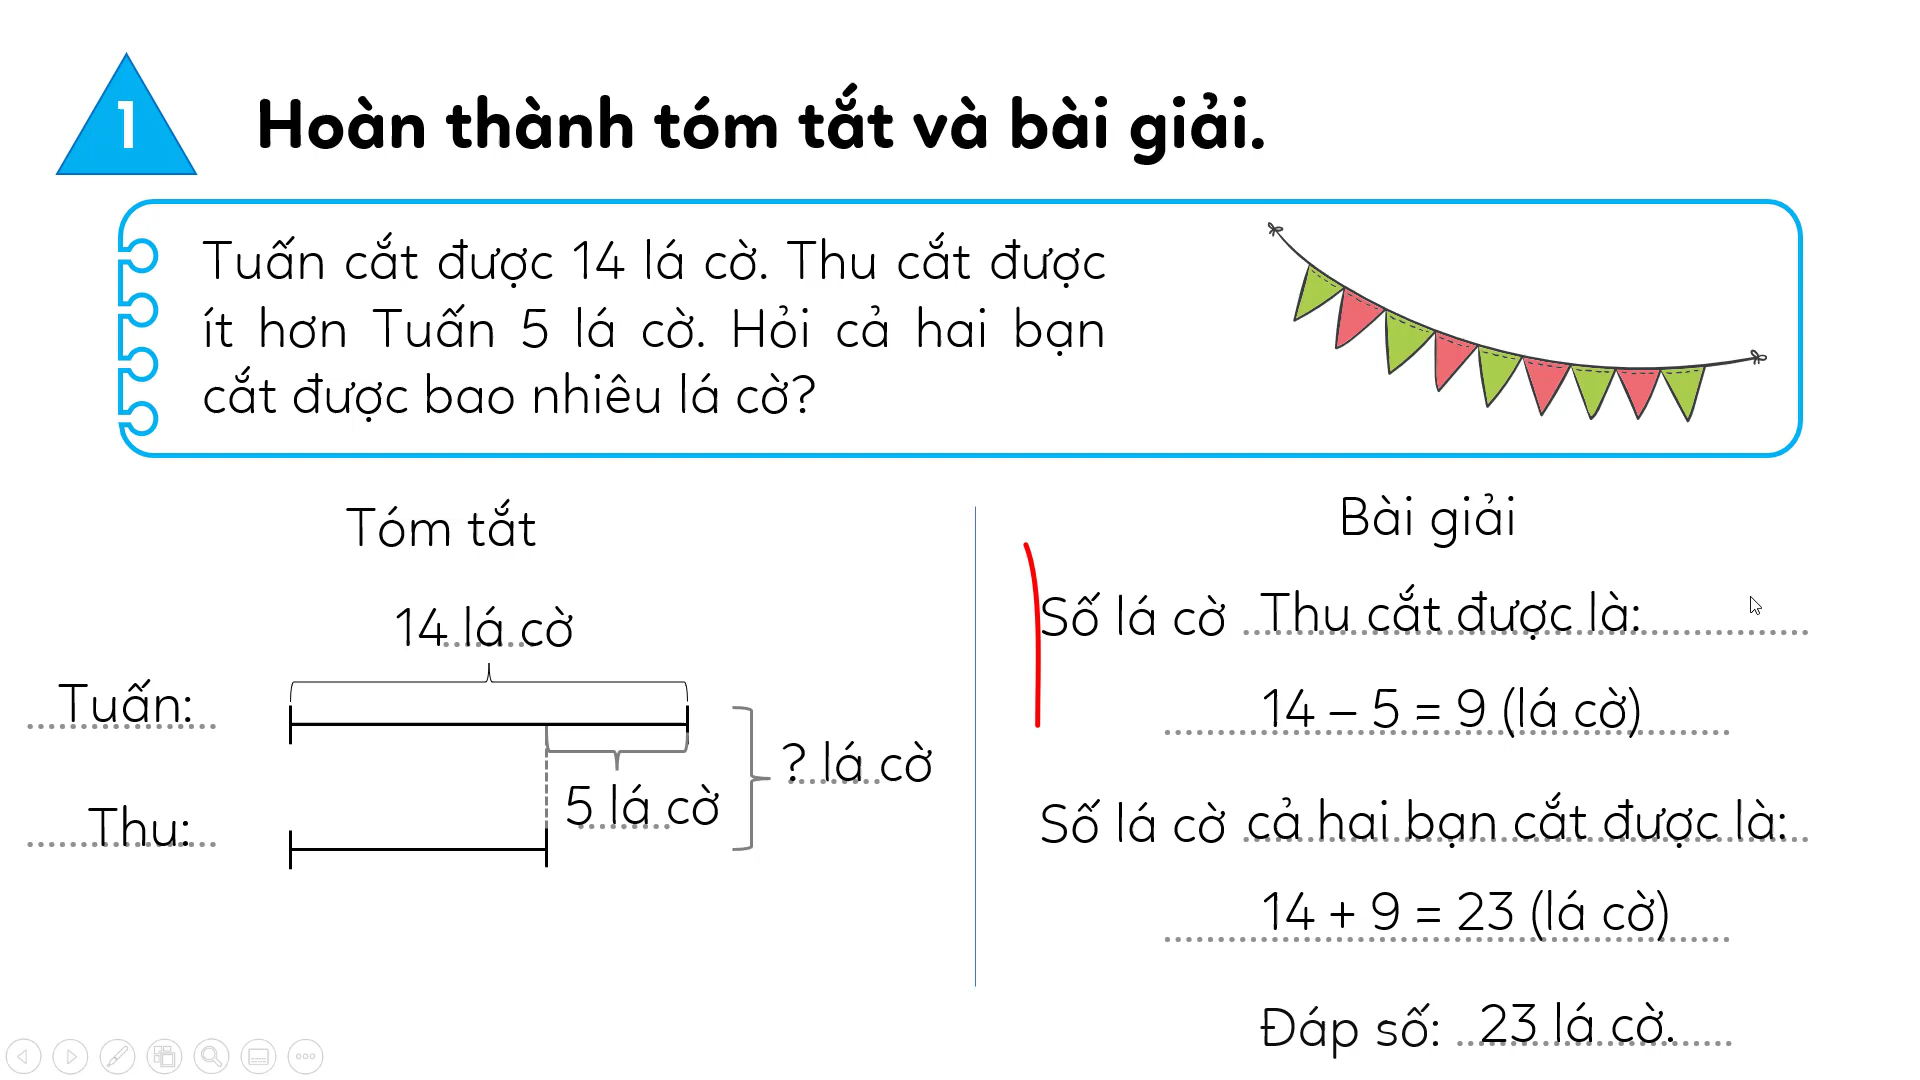 1
Hoàn thành tóm tắt và bài giải.
Tuấn cắt được 14 lá cờ. Thu cắt được
ít hơn Tuấn 5 lá cờ. Hỏi cả hai bạn
cắt được bao nhiêu lá cờ?
Tóm tắt
14 lá cờ
Tuấn:
? lá cờ
5 lá cờ
Thu:
Bài giải
Số lá cờ Thu cắt được là:
14 – 5 = 9 (lá cờ)
Số lá cờ cả hai bạn cắt được là:
14 + 9 = 23 (lá cờ)
Đáp số: 23 lá cờ.